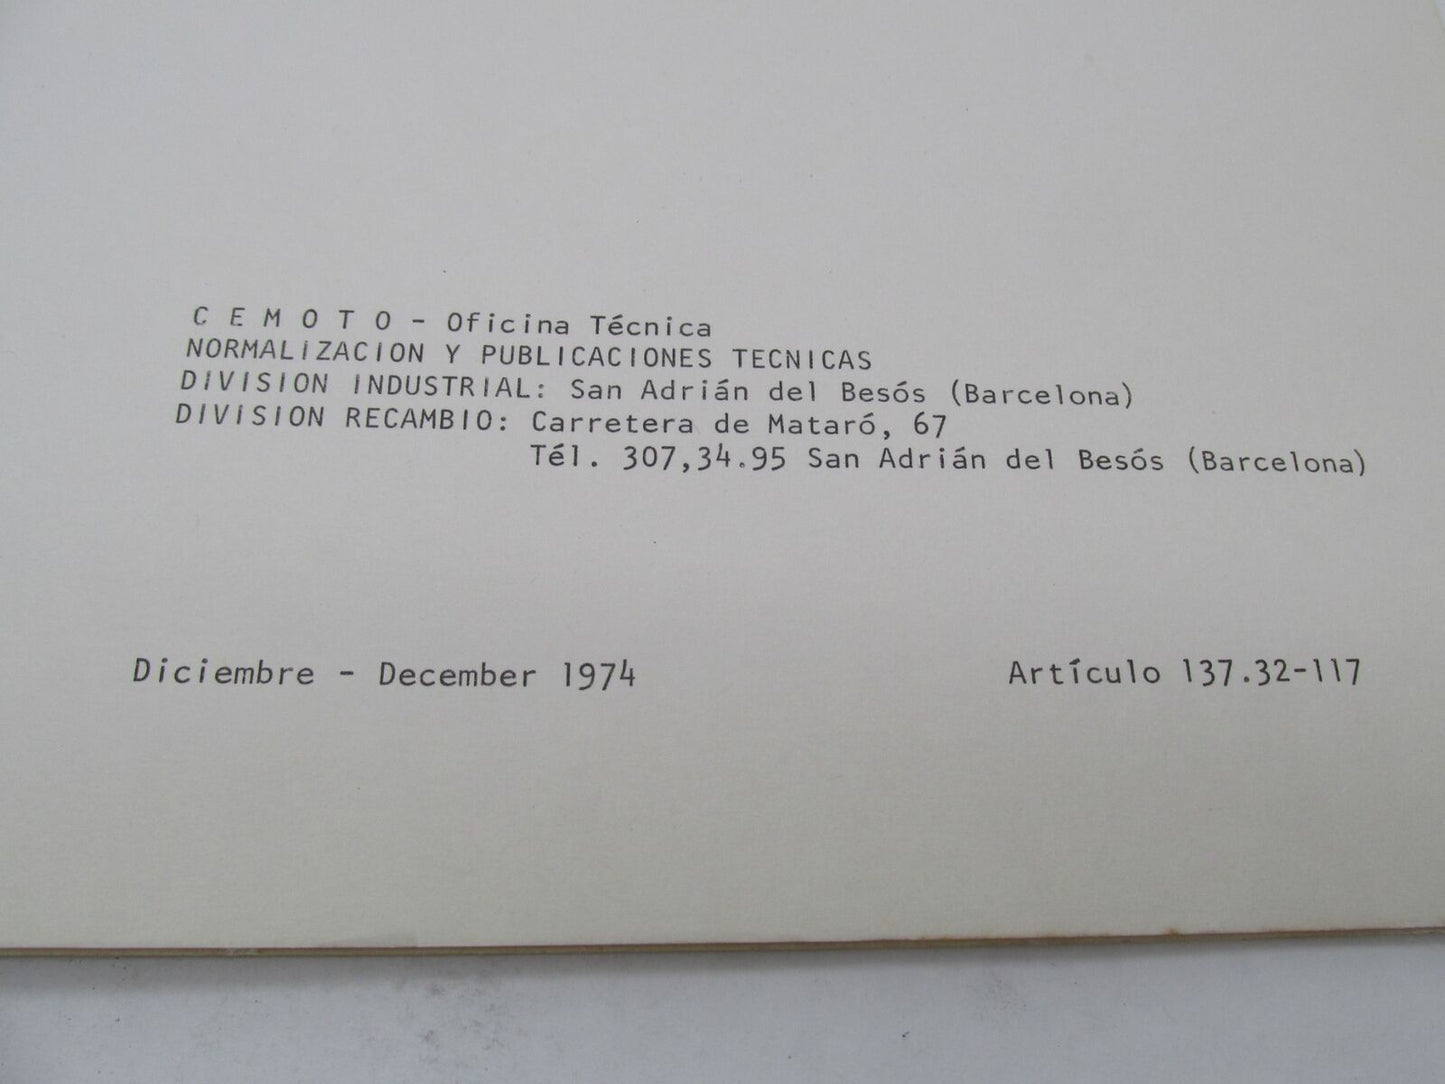 C E M O T O - Oficina Técnica
NORMALIZACION Y PUBLICACIONES TECNICAS
DIVISION INDUSTRIAL: San Adrián del Besós (Barcelona)
DIVISION RECAMBIO: Carretera de Mataró, 67
Tél. 307,34.95 San Adrián del Besós (Barcelona)
Diciembre - December 1974
Artículo 137.32-117